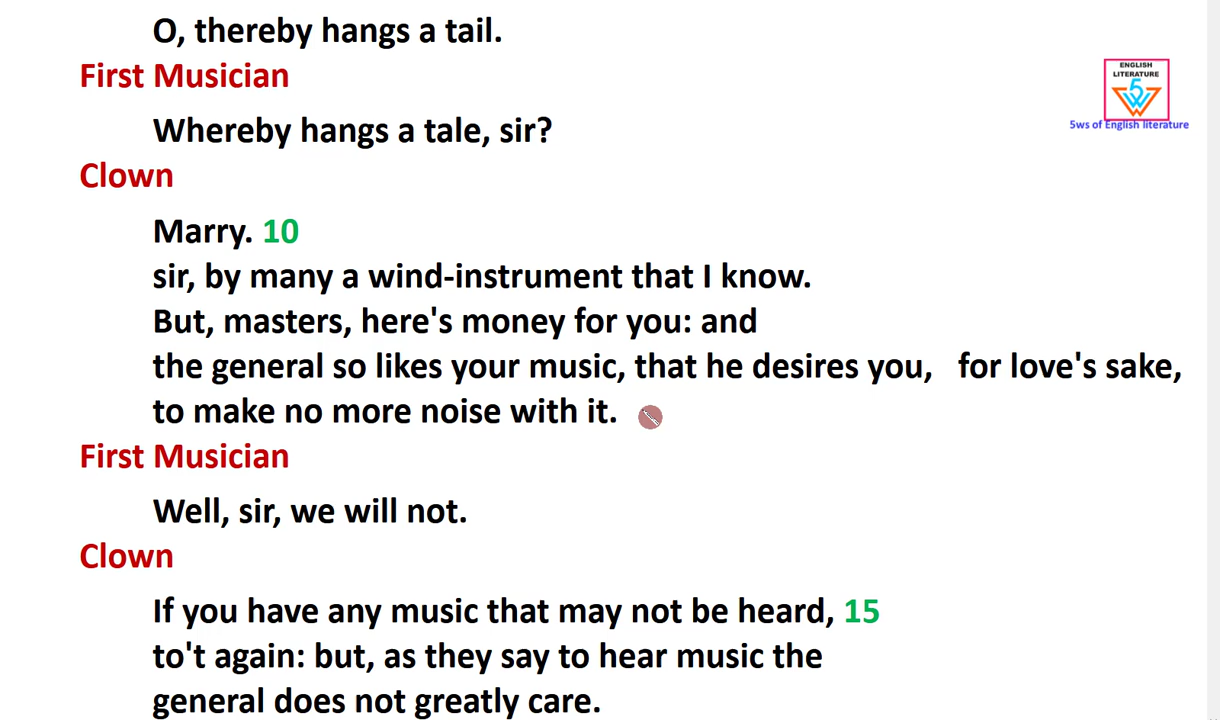 O, thereby hangs a tail.
First Musician
ENGLISH
LITERATURE
5
W
5ws of English literature
Whereby hangs a tale, sir?
Clown
Marry. 10
sir, by many a wind-instrument that I know.
But, masters, here's money for you: and
the general so likes your music, that he desires you, for love's sake,
to make no more noise with it.
First Musician
Well, sir, we will not.
Clown
If you have any music that may not be heard, 15
to't again: but, as they say to hear music the
general does not greatly care.